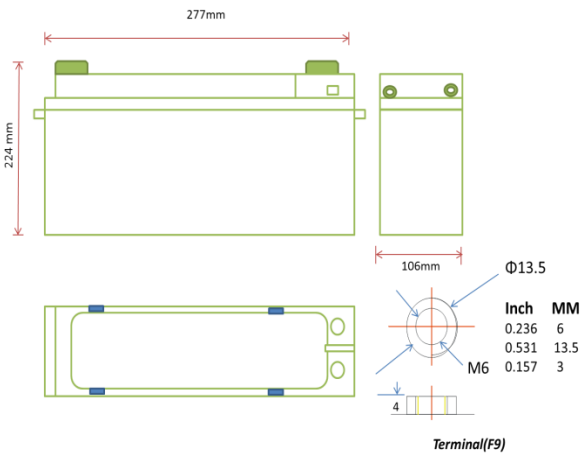 277mm
224 mm
106mm
Φ13.5
Inch MM
0.236 6
0.531 13.5
0.157 3
M6
4
Terminal(F9)